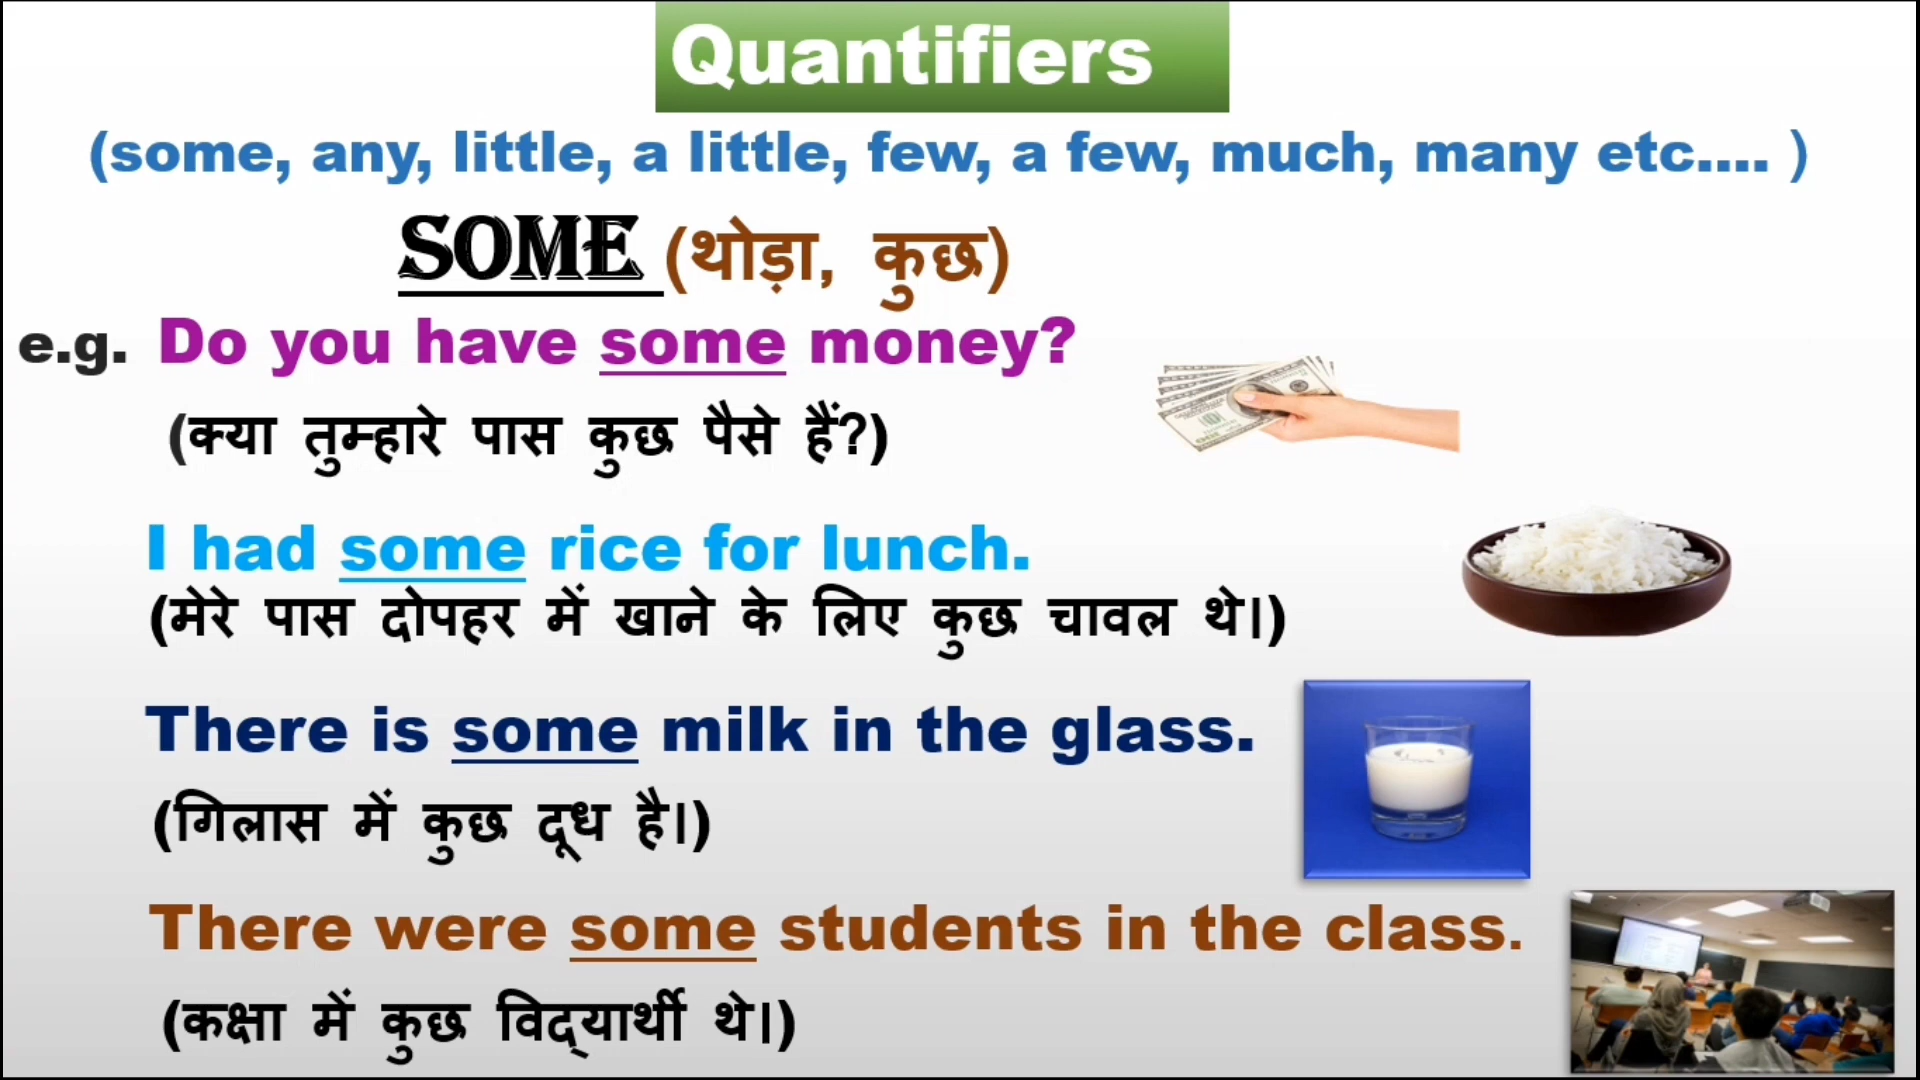 Quantifiers
(some, any, little, a little, few, a few, much, many etc.... )
SOME (थोड़ा, कुछ)
e.g. Do you have some money?
(क्या तुम्हारे पास कुछ पैसे हैं?)
I had some rice for lunch.
(मेरे पास दोपहर में खाने के लिए कुछ चावल थे।)
There is some milk in the glass.
(गिलास में कुछ दूध है।)
There were some students in the class.
(कक्षा में कुछ विद्यार्थी थे।)